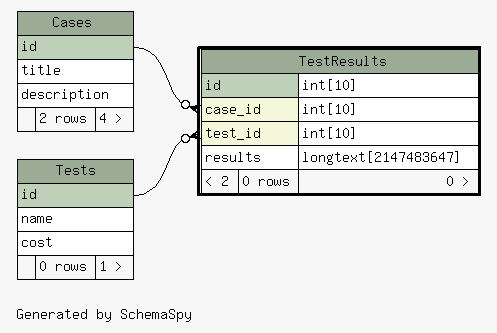 Cases
id
title
description
2 rows 4 >
TestResults
id int[10]
case_id int[10]
test_id int[10]
results longtext[2147483647]
< 2 0 rows 0 >
Tests
id
name
cost
0 rows 1 >
Generated by SchemaSpy